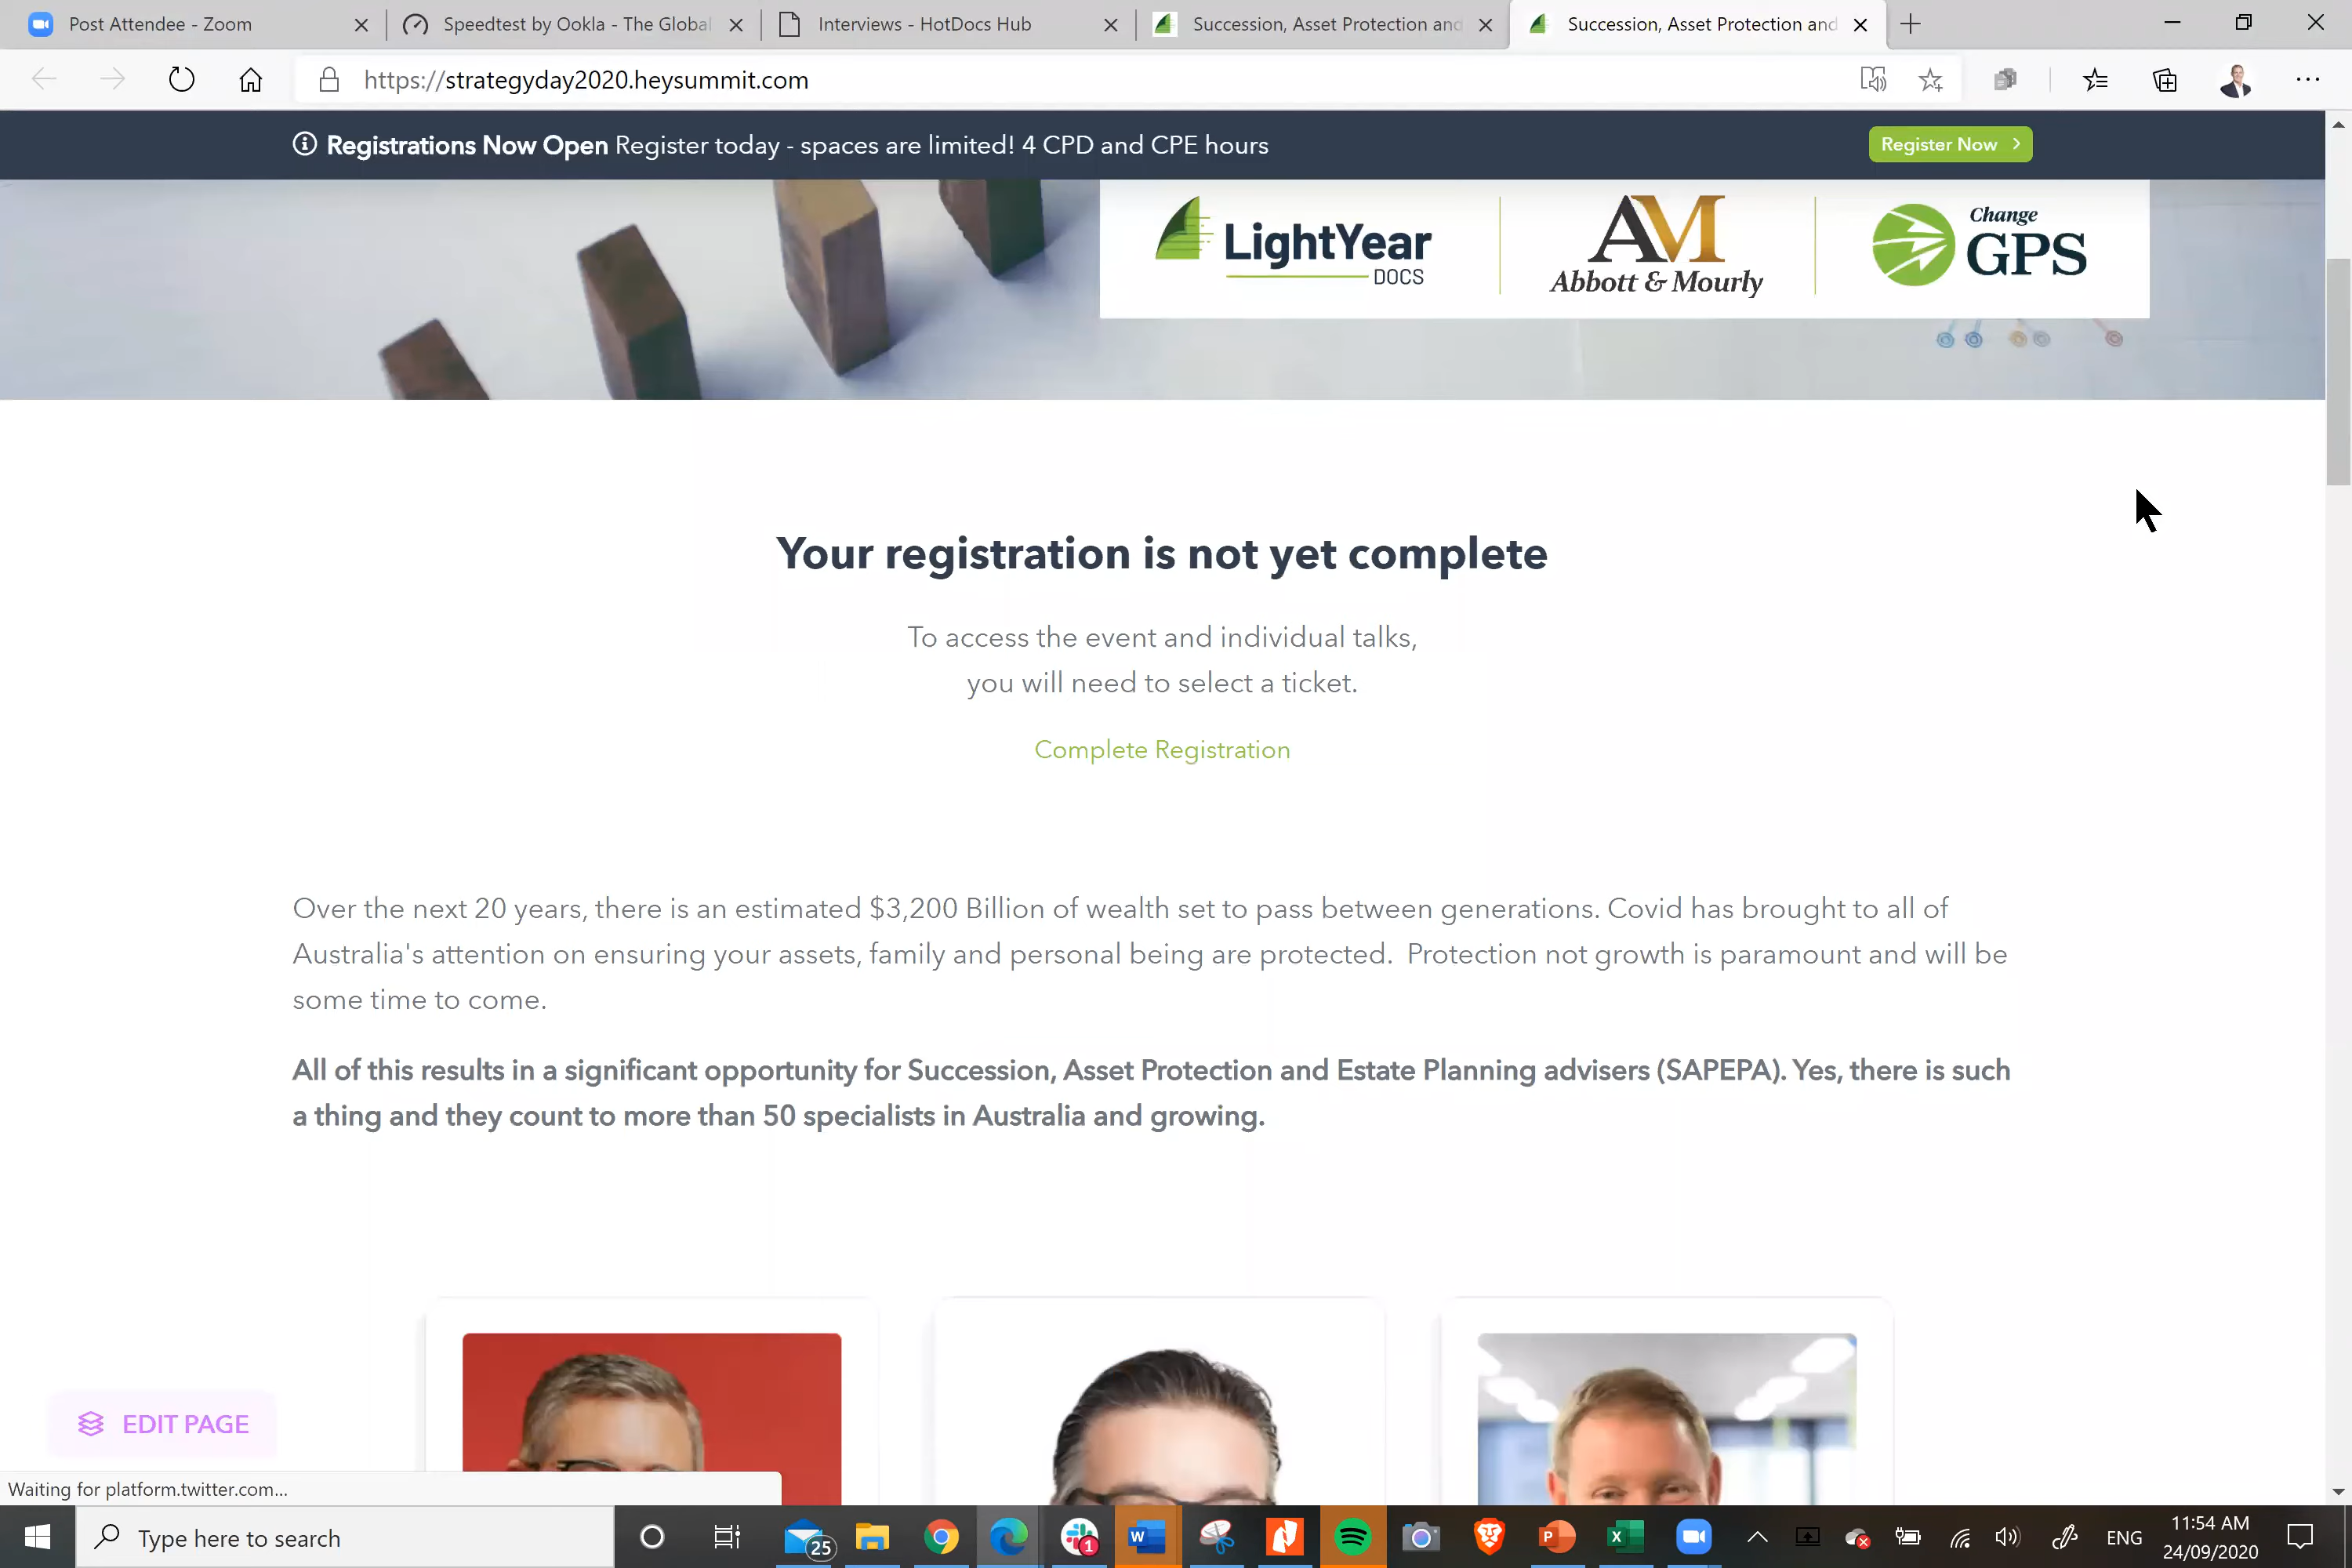 Post Attendee - Zoom
Speedtest by Ookla - The Global
Interviews - HotDocs Hub
Succession, Asset Protection and
Succession, Asset Protection and
https://strategyday2020.heysummit.com
Registrations Now Open Register today - spaces are limited! 4 CPD and CPE hours
Register Now
LightYear
DOCS
AM
Abbott & Mourly
Change
GPS
Your registration is not yet complete
To access the event and individual talks,
you will need to select a ticket.
Complete Registration
Over the next 20 years, there is an estimated $3,200 Billion of wealth set to pass between generations. Covid has brought to all of
Australia's attention on ensuring your assets, family and personal being are protected.  Protection not growth is paramount and will be
some time to come.
All of this results in a significant opportunity for Succession, Asset Protection and Estate Planning advisers (SAPEPA). Yes, there is such
a thing and they count to more than 50 specialists in Australia and growing.
EDIT PAGE
Waiting for platform.twitter.com...
Type here to search
25
1
W
P
X
ENG
11:54 AM
24/09/2020